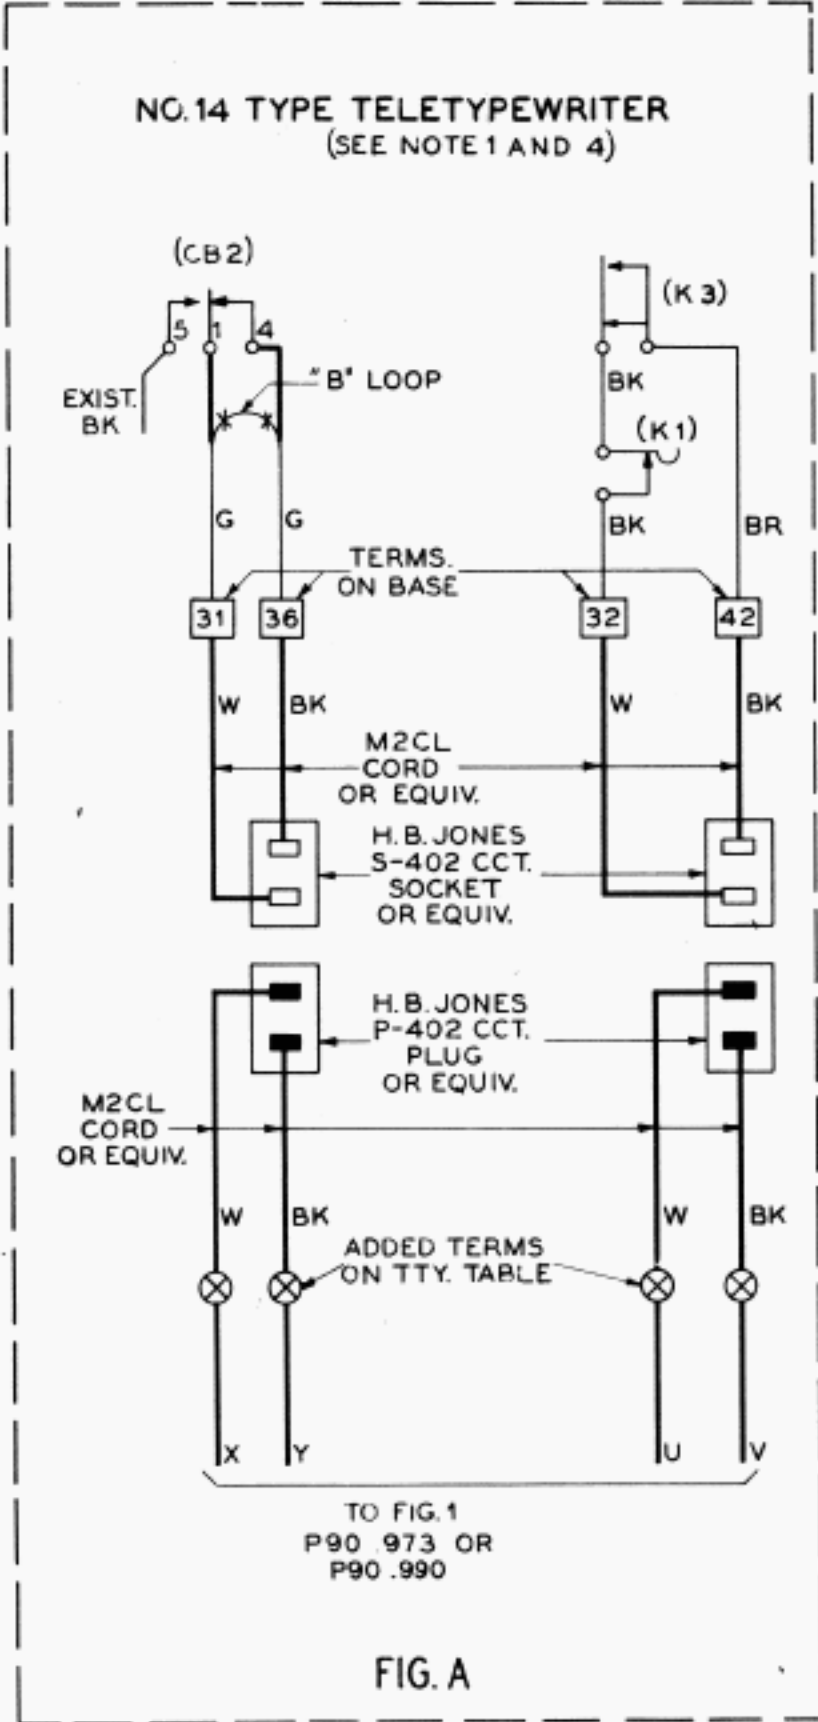 NO. 14 TYPE TELETYPEWRITER
(SEE NOTE 1 AND 4)
(CB2)
(K3)
5 1 4
"B" LOOP
BK
EXIST.
BK
(K1)
G G
BK BR
TERMS.
ON BASE
31 36 32 42
W BK W BK
M2CL
CORD
OR EQUIV.
H.B. JONES
S-402 CCT.
SOCKET
OR EQUIV.
H.B. JONES
P-402 CCT.
PLUG
OR EQUIV.
M2CL
CORD
OR EQUIV.
W BK W BK
ADDED TERMS
ON TTY. TABLE
X Y U V
TO FIG. 1
P90 .973 OR
P90 .990
FIG. A